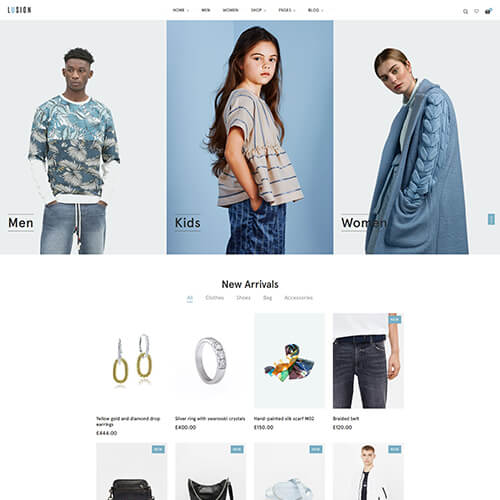 LUSION
HOME MEN WOMEN SHOP PAGES BLOG
Men
Kids
Women
New Arrivals
All Clothes Shoes Bag Accessories
NEW
Yellow gold and diamond drop earrings
£444.00
Silver ring with swarovski crystals
£400.00
Hand-painted silk scarf M02
£150.00
Braided belt
£120.00
NEW
NEW
NEW